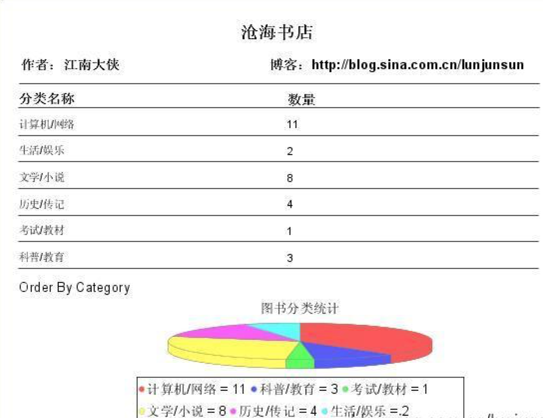 沧海书店
作者：江南大侠 博客：http://blog.sina.com.cn/lunjunsun
分类名称 数量
计算机/网络 11
生活/娱乐 2
文学/小说 8
历史/传记 4
考试/教材 1
科普/教育 3
Order By Category
图书分类统计
计算机/网络 = 11 科普/教育 = 3 考试/教材 = 1
文学/小说 = 8 历史/传记 = 4 生活/娱乐 = 2